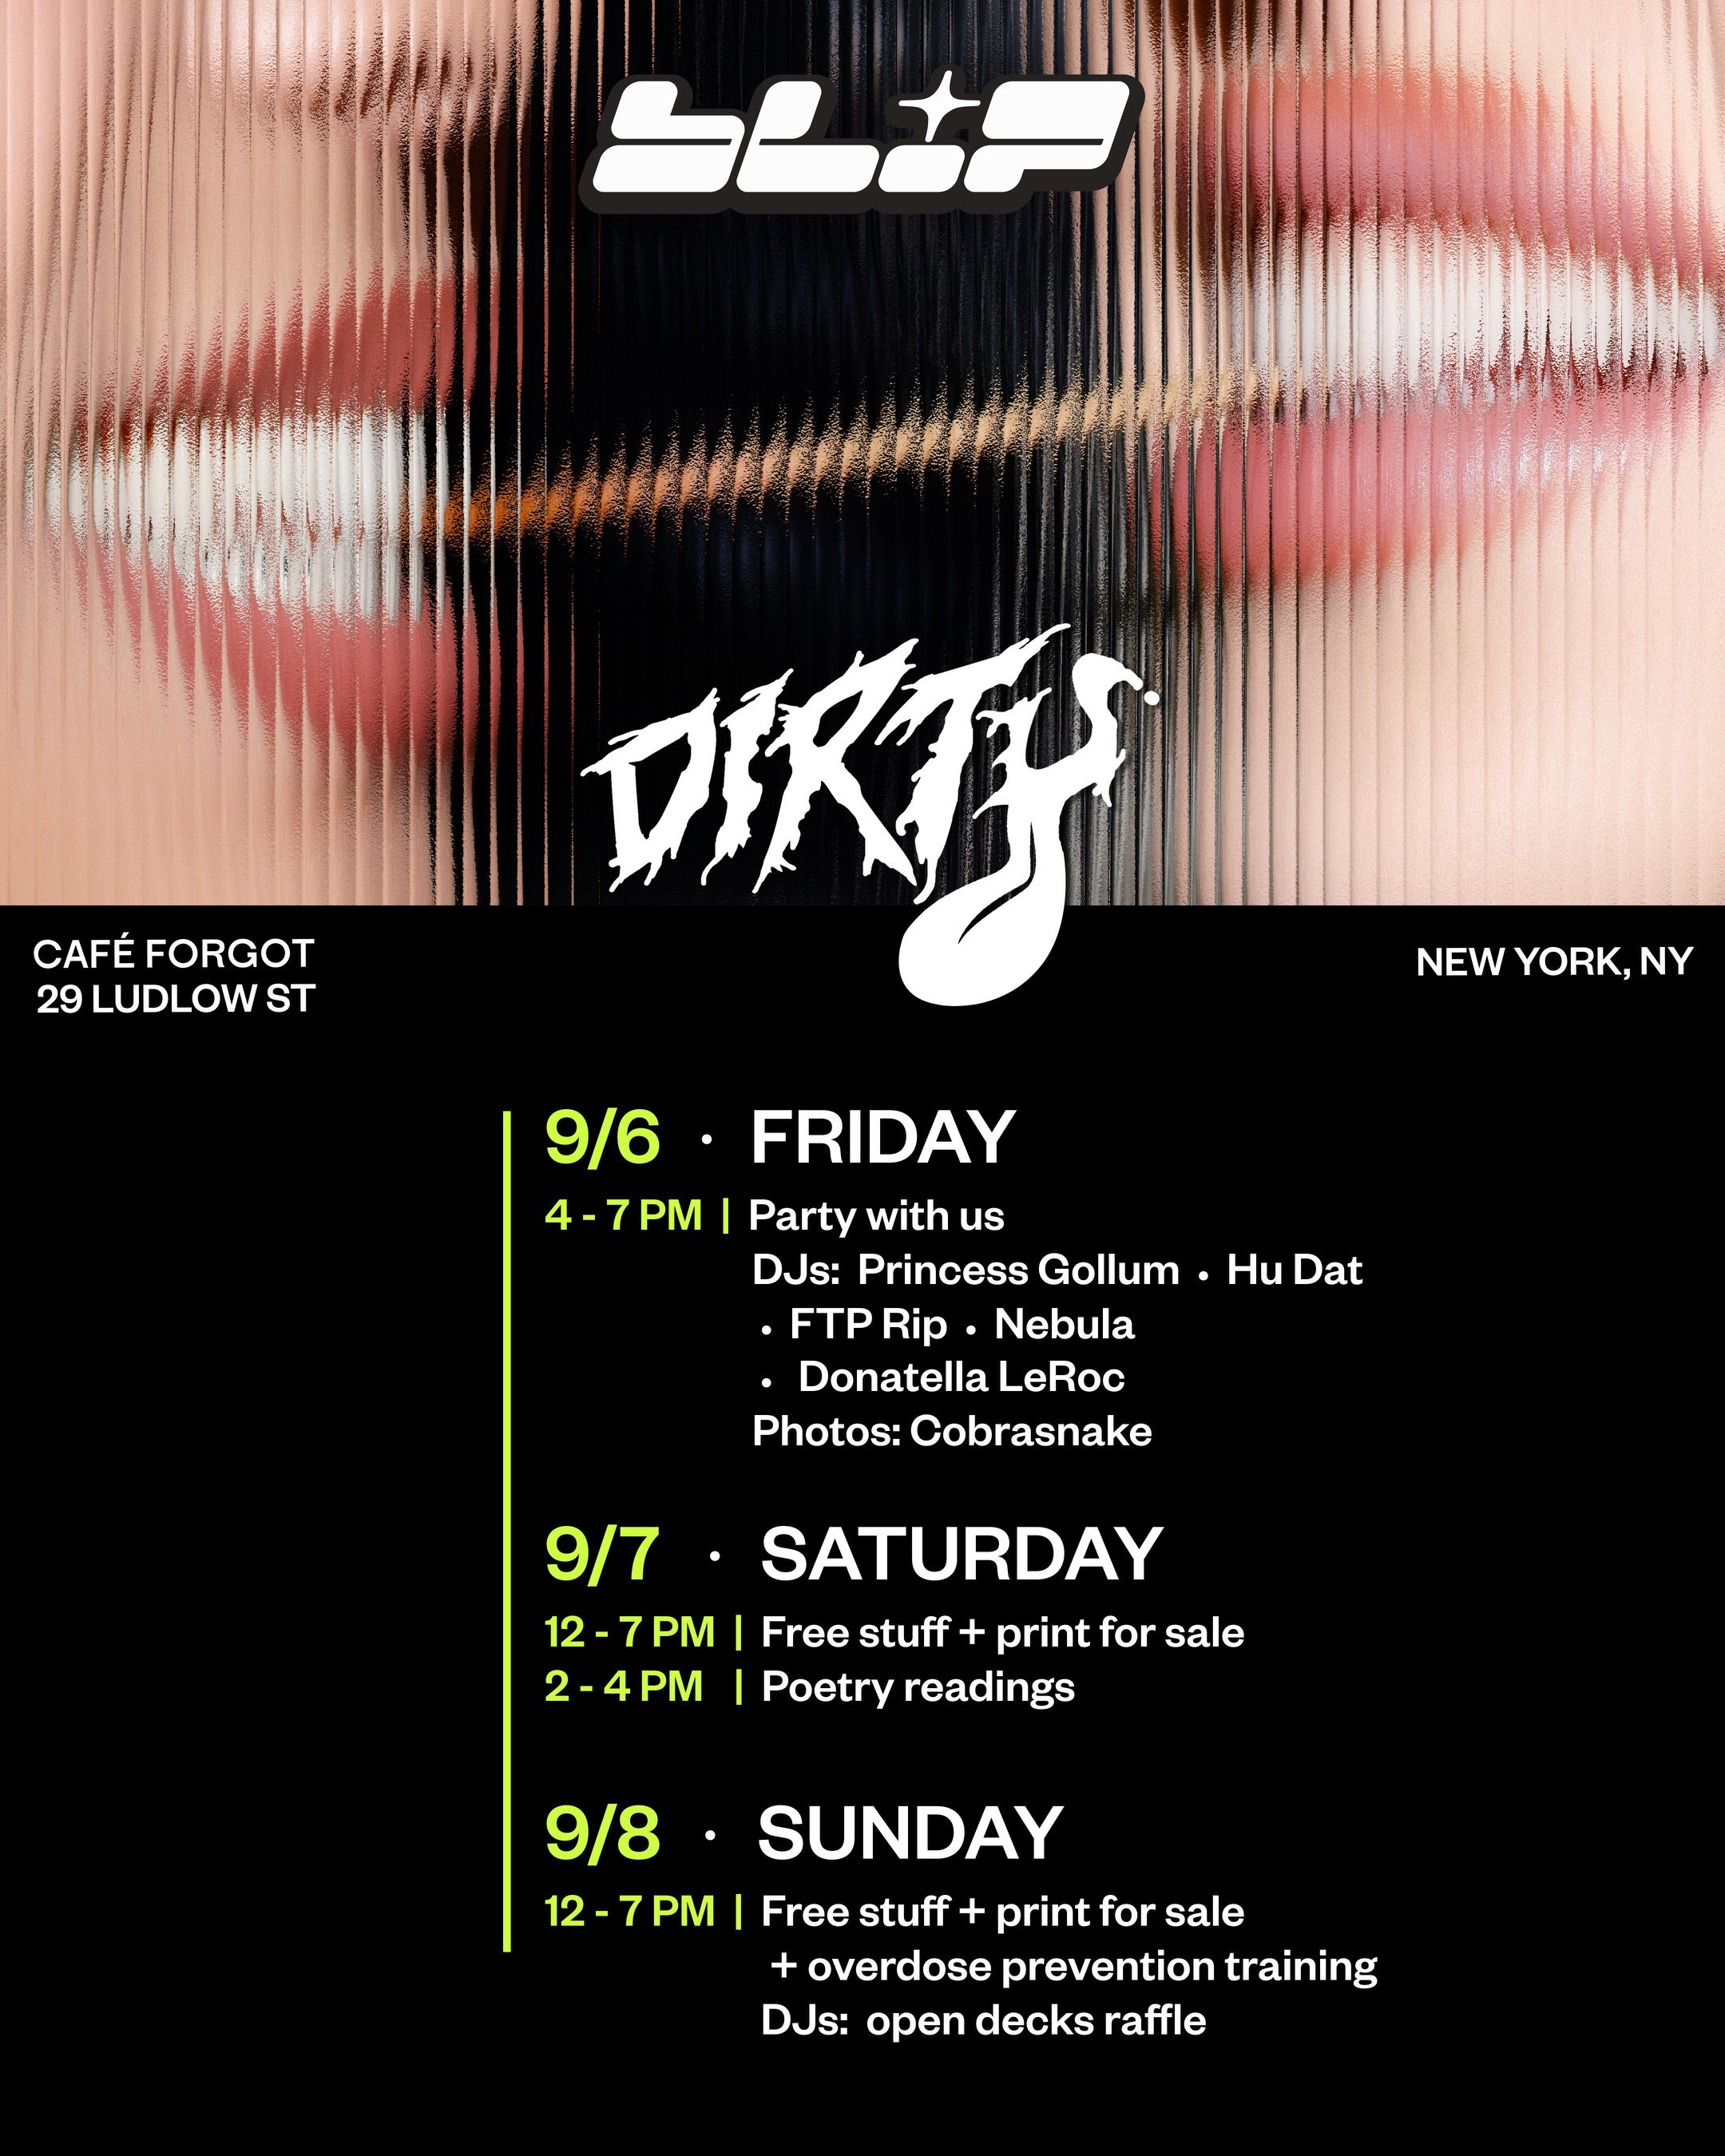 bLiP
DIRTY
CAFÉ FORGOT
29 LUDLOW ST
NEW YORK, NY
9/6 · FRIDAY
4 - 7 PM | Party with us
DJs: Princess Gollum • Hu Dat
• FTP Rip • Nebula
• Donatella LeRoc
Photos: Cobrasnake
9/7 · SATURDAY
12 - 7 PM | Free stuff + print for sale
2 - 4 PM | Poetry readings
9/8 · SUNDAY
12 - 7 PM | Free stuff + print for sale
+ overdose prevention training
DJs: open decks raffle